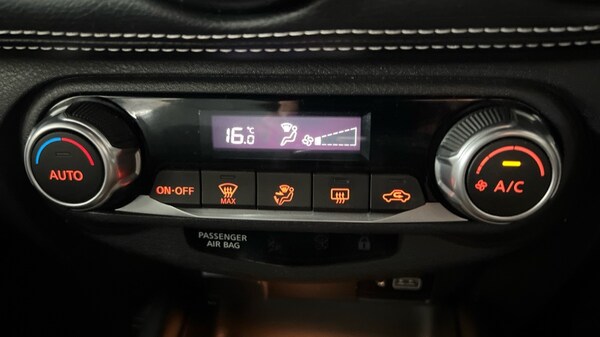 16.0 °C
AUTO
ON·OFF
MAX
A/C
PASSENGER
AIR BAG